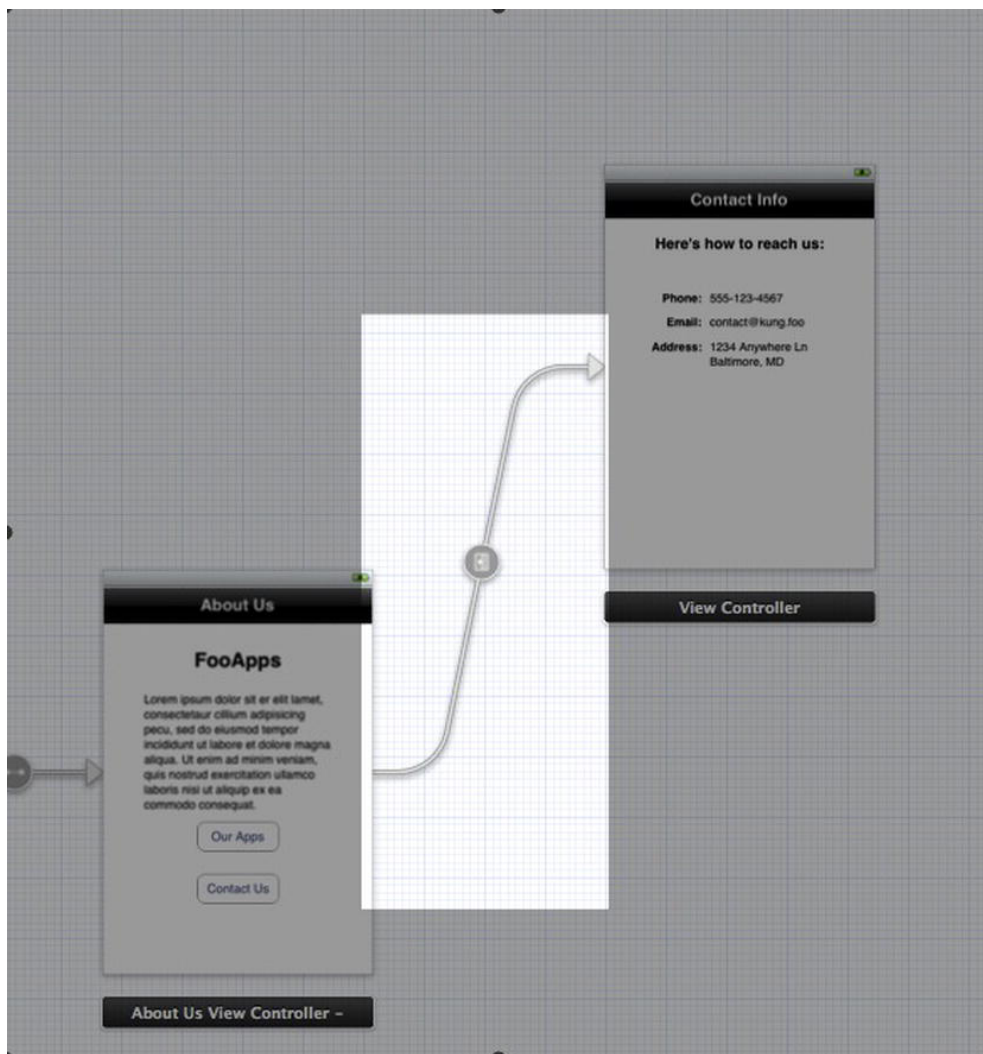 Contact Info
Here's how to reach us:
Phone: 555-123-4567
Email: contact@kung.foo
Address: 1234 Anywhere Ln
Baltimore, MD
View Controller
About Us
FooApps
Lorem ipsum dolor sit er elit lamet,
consectetaur cillium adipisicing
pecu, sed do eiusmod tempor
incididunt ut labore et dolore magna
aliqua. Ut enim ad minim veniam,
quis nostrud exercitation ullamco
laboris nisi ut aliquip ex ea
commodo consequat.
Our Apps
Contact Us
About Us View Controller –